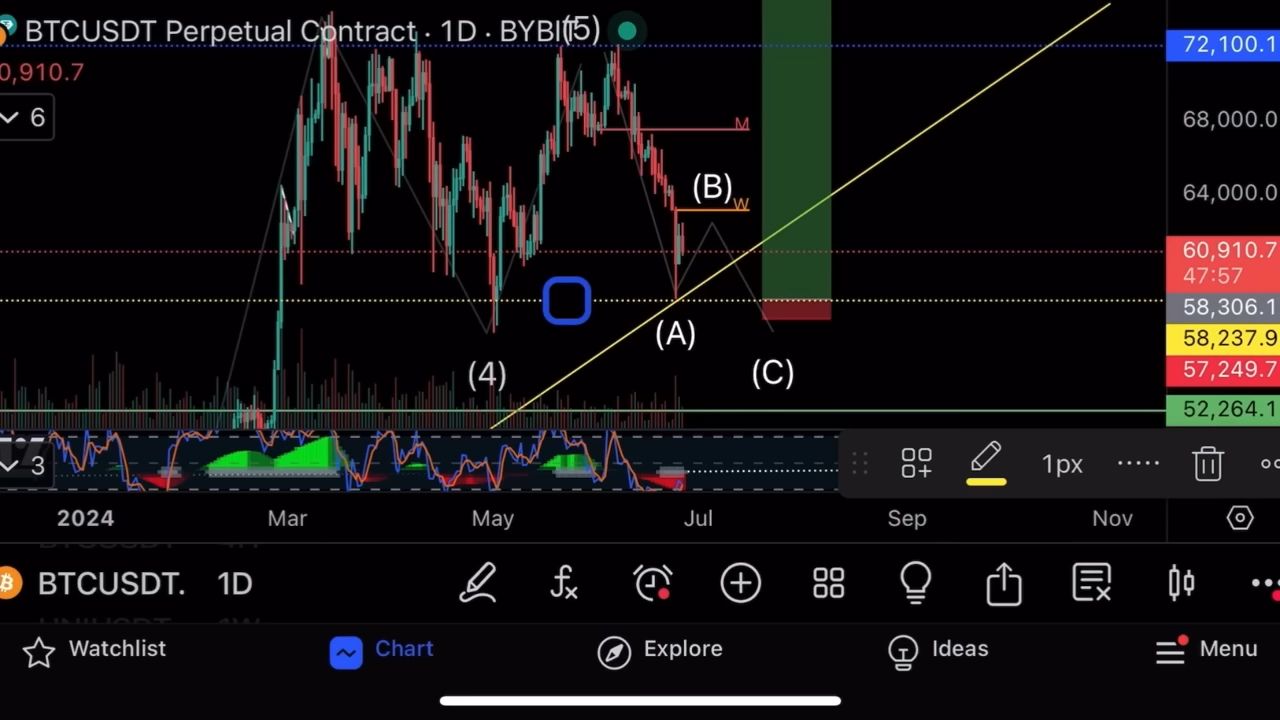 BTCUSDT Perpetual Contract · 1D · BYBIT
(5)
72,100.1
0,910.7
6
68,000.0
M
(B)
W
64,000.0
60,910.7
47:57
58,306.1
(A)
58,237.9
(4)
(C)
57,249.7
52,264.1
3
1px
2024
Mar
May
Jul
Sep
Nov
BTCUSDT.
1D
Watchlist
Chart
Explore
Ideas
Menu